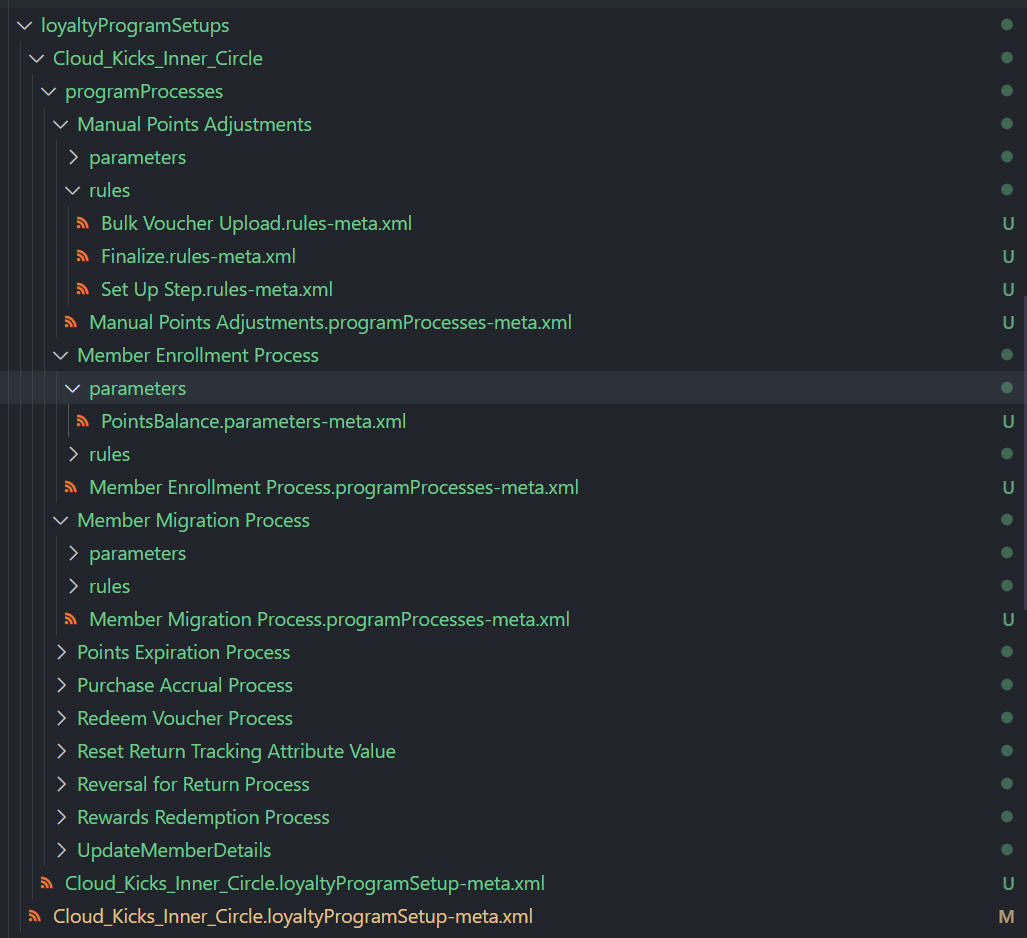 loyaltyProgramSetups
Cloud_Kicks_Inner_Circle
programProcesses
Manual Points Adjustments
parameters
rules
Bulk Voucher Upload.rules-meta.xml U
Finalize.rules-meta.xml U
Set Up Step.rules-meta.xml U
Manual Points Adjustments.programProcesses-meta.xml U
Member Enrollment Process
parameters
PointsBalance.parameters-meta.xml U
rules
Member Enrollment Process.programProcesses-meta.xml U
Member Migration Process
parameters
rules
Member Migration Process.programProcesses-meta.xml U
Points Expiration Process
Purchase Accrual Process
Redeem Voucher Process
Reset Return Tracking Attribute Value
Reversal for Return Process
Rewards Redemption Process
UpdateMemberDetails
Cloud_Kicks_Inner_Circle.loyaltyProgramSetup-meta.xml U
Cloud_Kicks_Inner_Circle.loyaltyProgramSetup-meta.xml M